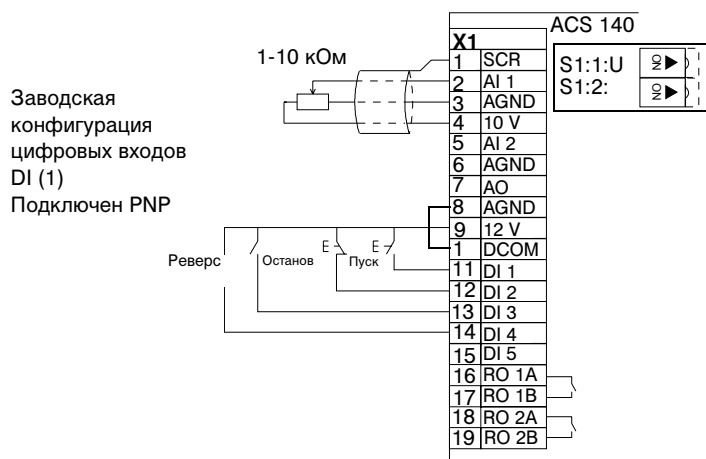 ACS 140
X1
1-10 кОм
1 SCR
2 AI 1
3 AGND
4 10 V
5 AI 2
6 AGND
7 AO
8 AGND
9 12 V
1 DCOM
11 DI 1
12 DI 2
13 DI 3
14 DI 4
15 DI 5
16 RO 1A
17 RO 1B
18 RO 2A
19 RO 2B
S1:1:U ON
S1:2: ON
Заводская
конфигурация
цифровых входов
DI (1)
Подключен PNP
Реверс
Останов
E
Пуск
E